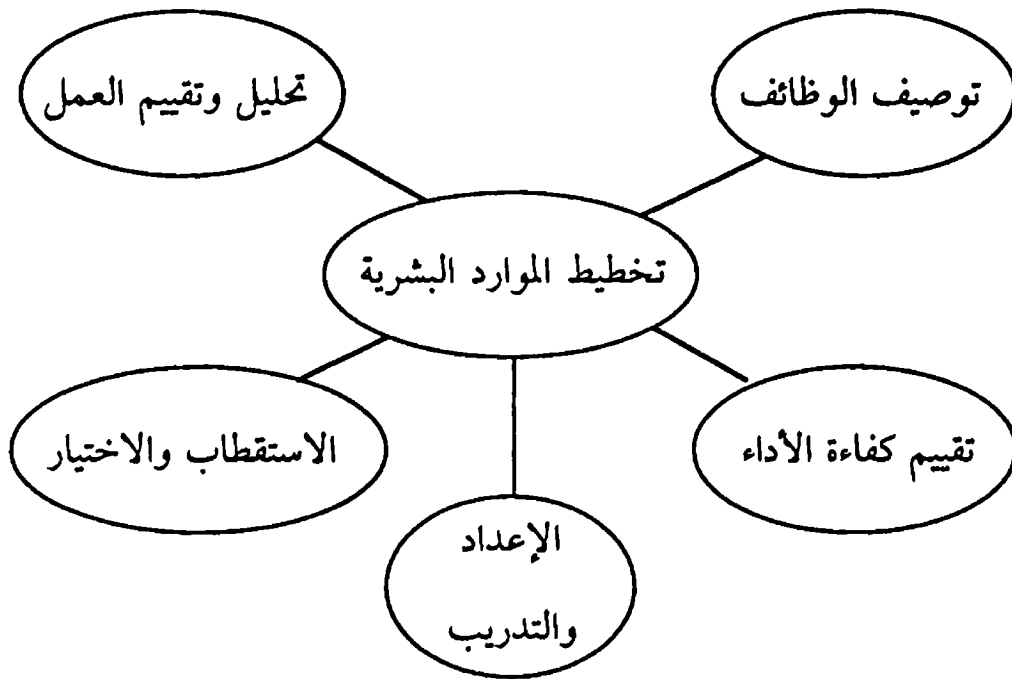 توصيف الوظائف
تحليل وتقييم العمل
تخطيط الموارد البشرية
تقييم كفاءة الأداء
الاستقطاب والاختيار
الإعداد
والتدريب